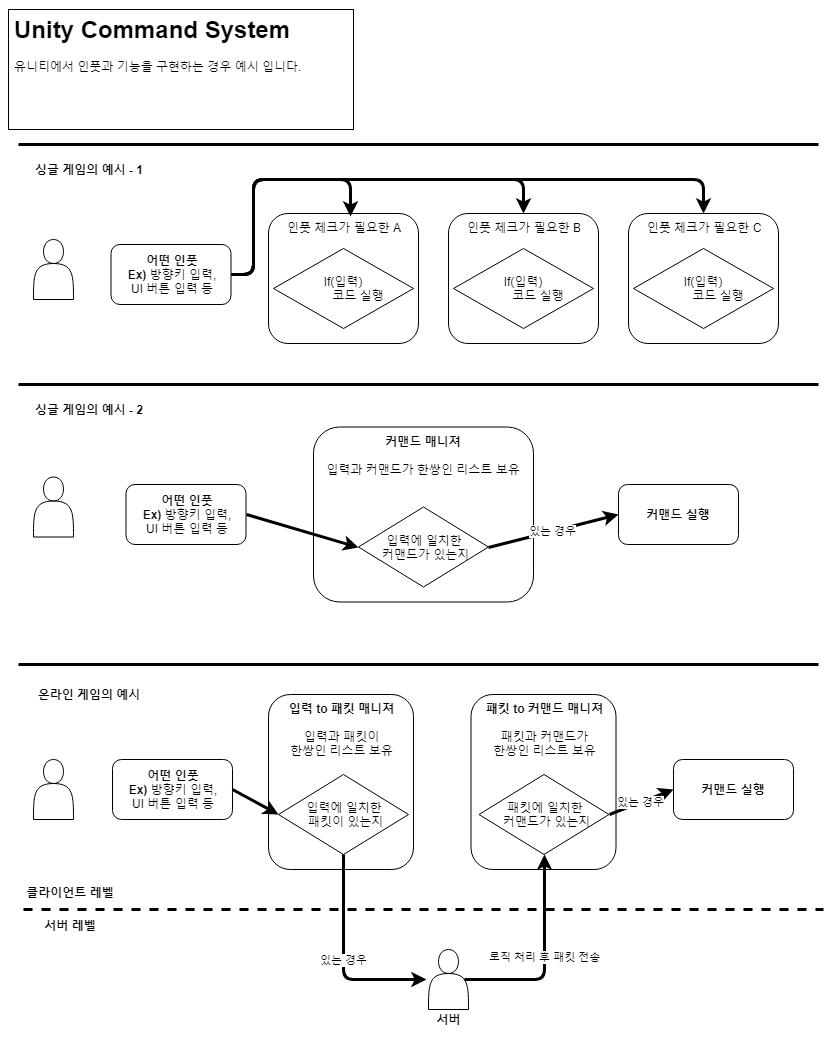 Unity Command System
유니티에서 인풋과 기능을 구현하는 경우 예시 입니다.
싱글 게임의 예시 - 1
어떤 인풋
Ex) 방향키 입력,
UI 버튼 입력 등
인풋 체크가 필요한 A
If(입력)
코드 실행
인풋 체크가 필요한 B
If(입력)
코드 실행
인풋 체크가 필요한 C
If(입력)
코드 실행
싱글 게임의 예시 - 2
어떤 인풋
Ex) 방향키 입력,
UI 버튼 입력 등
커맨드 매니져
입력과 커맨드가 한쌍인 리스트 보유
입력에 일치한
커맨드가 있는지
있는 경우
커맨드 실행
온라인 게임의 예시
어떤 인풋
Ex) 방향키 입력,
UI 버튼 입력 등
입력 to 패킷 매니져
입력과 패킷이
한쌍인 리스트 보유
입력에 일치한
패킷이 있는지
패킷 to 커맨드 매니져
패킷과 커맨드가
한쌍인 리스트 보유
패킷에 일치한
커맨드가 있는지
있는 경우
커맨드 실행
클라이언트 레벨
서버 레벨
있는 경우
로직 처리 후 패킷 전송
서버